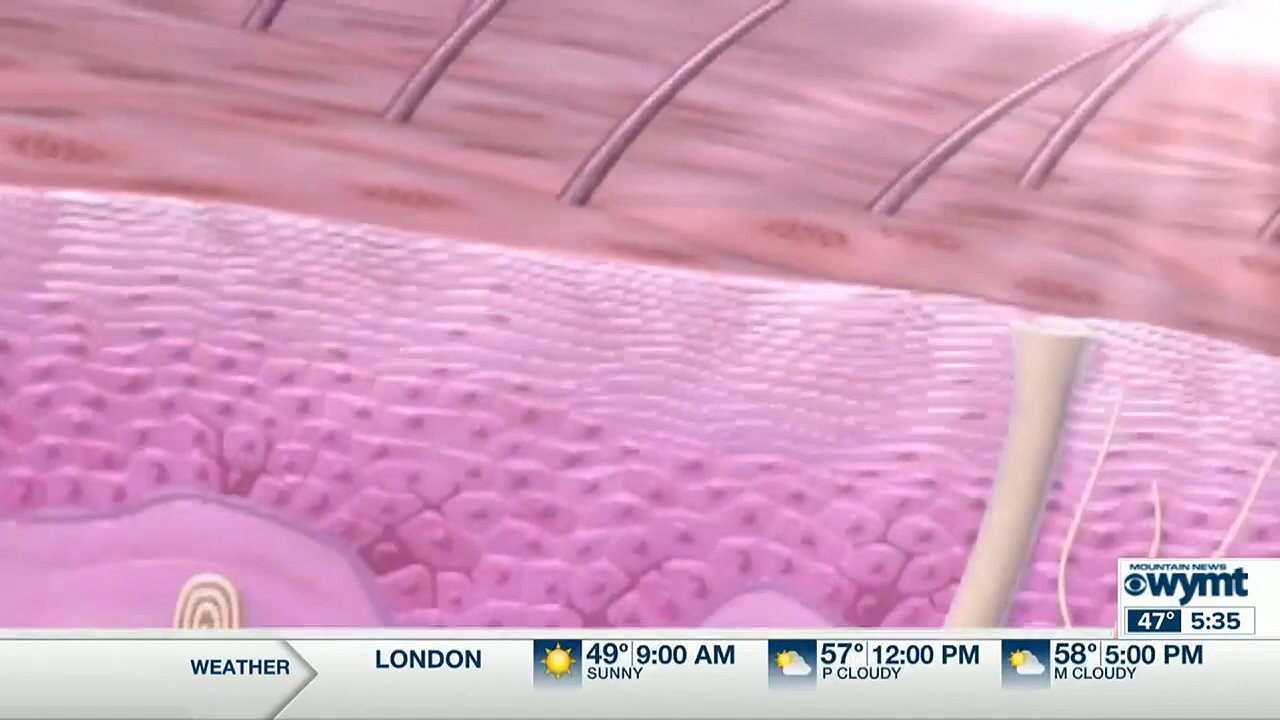 MOUNTAIN NEWS
wymt
47° 5:35
WEATHER
LONDON
49° 9:00 AM
SUNNY
57° 12:00 PM
P CLOUDY
58° 5:00 PM
M CLOUDY